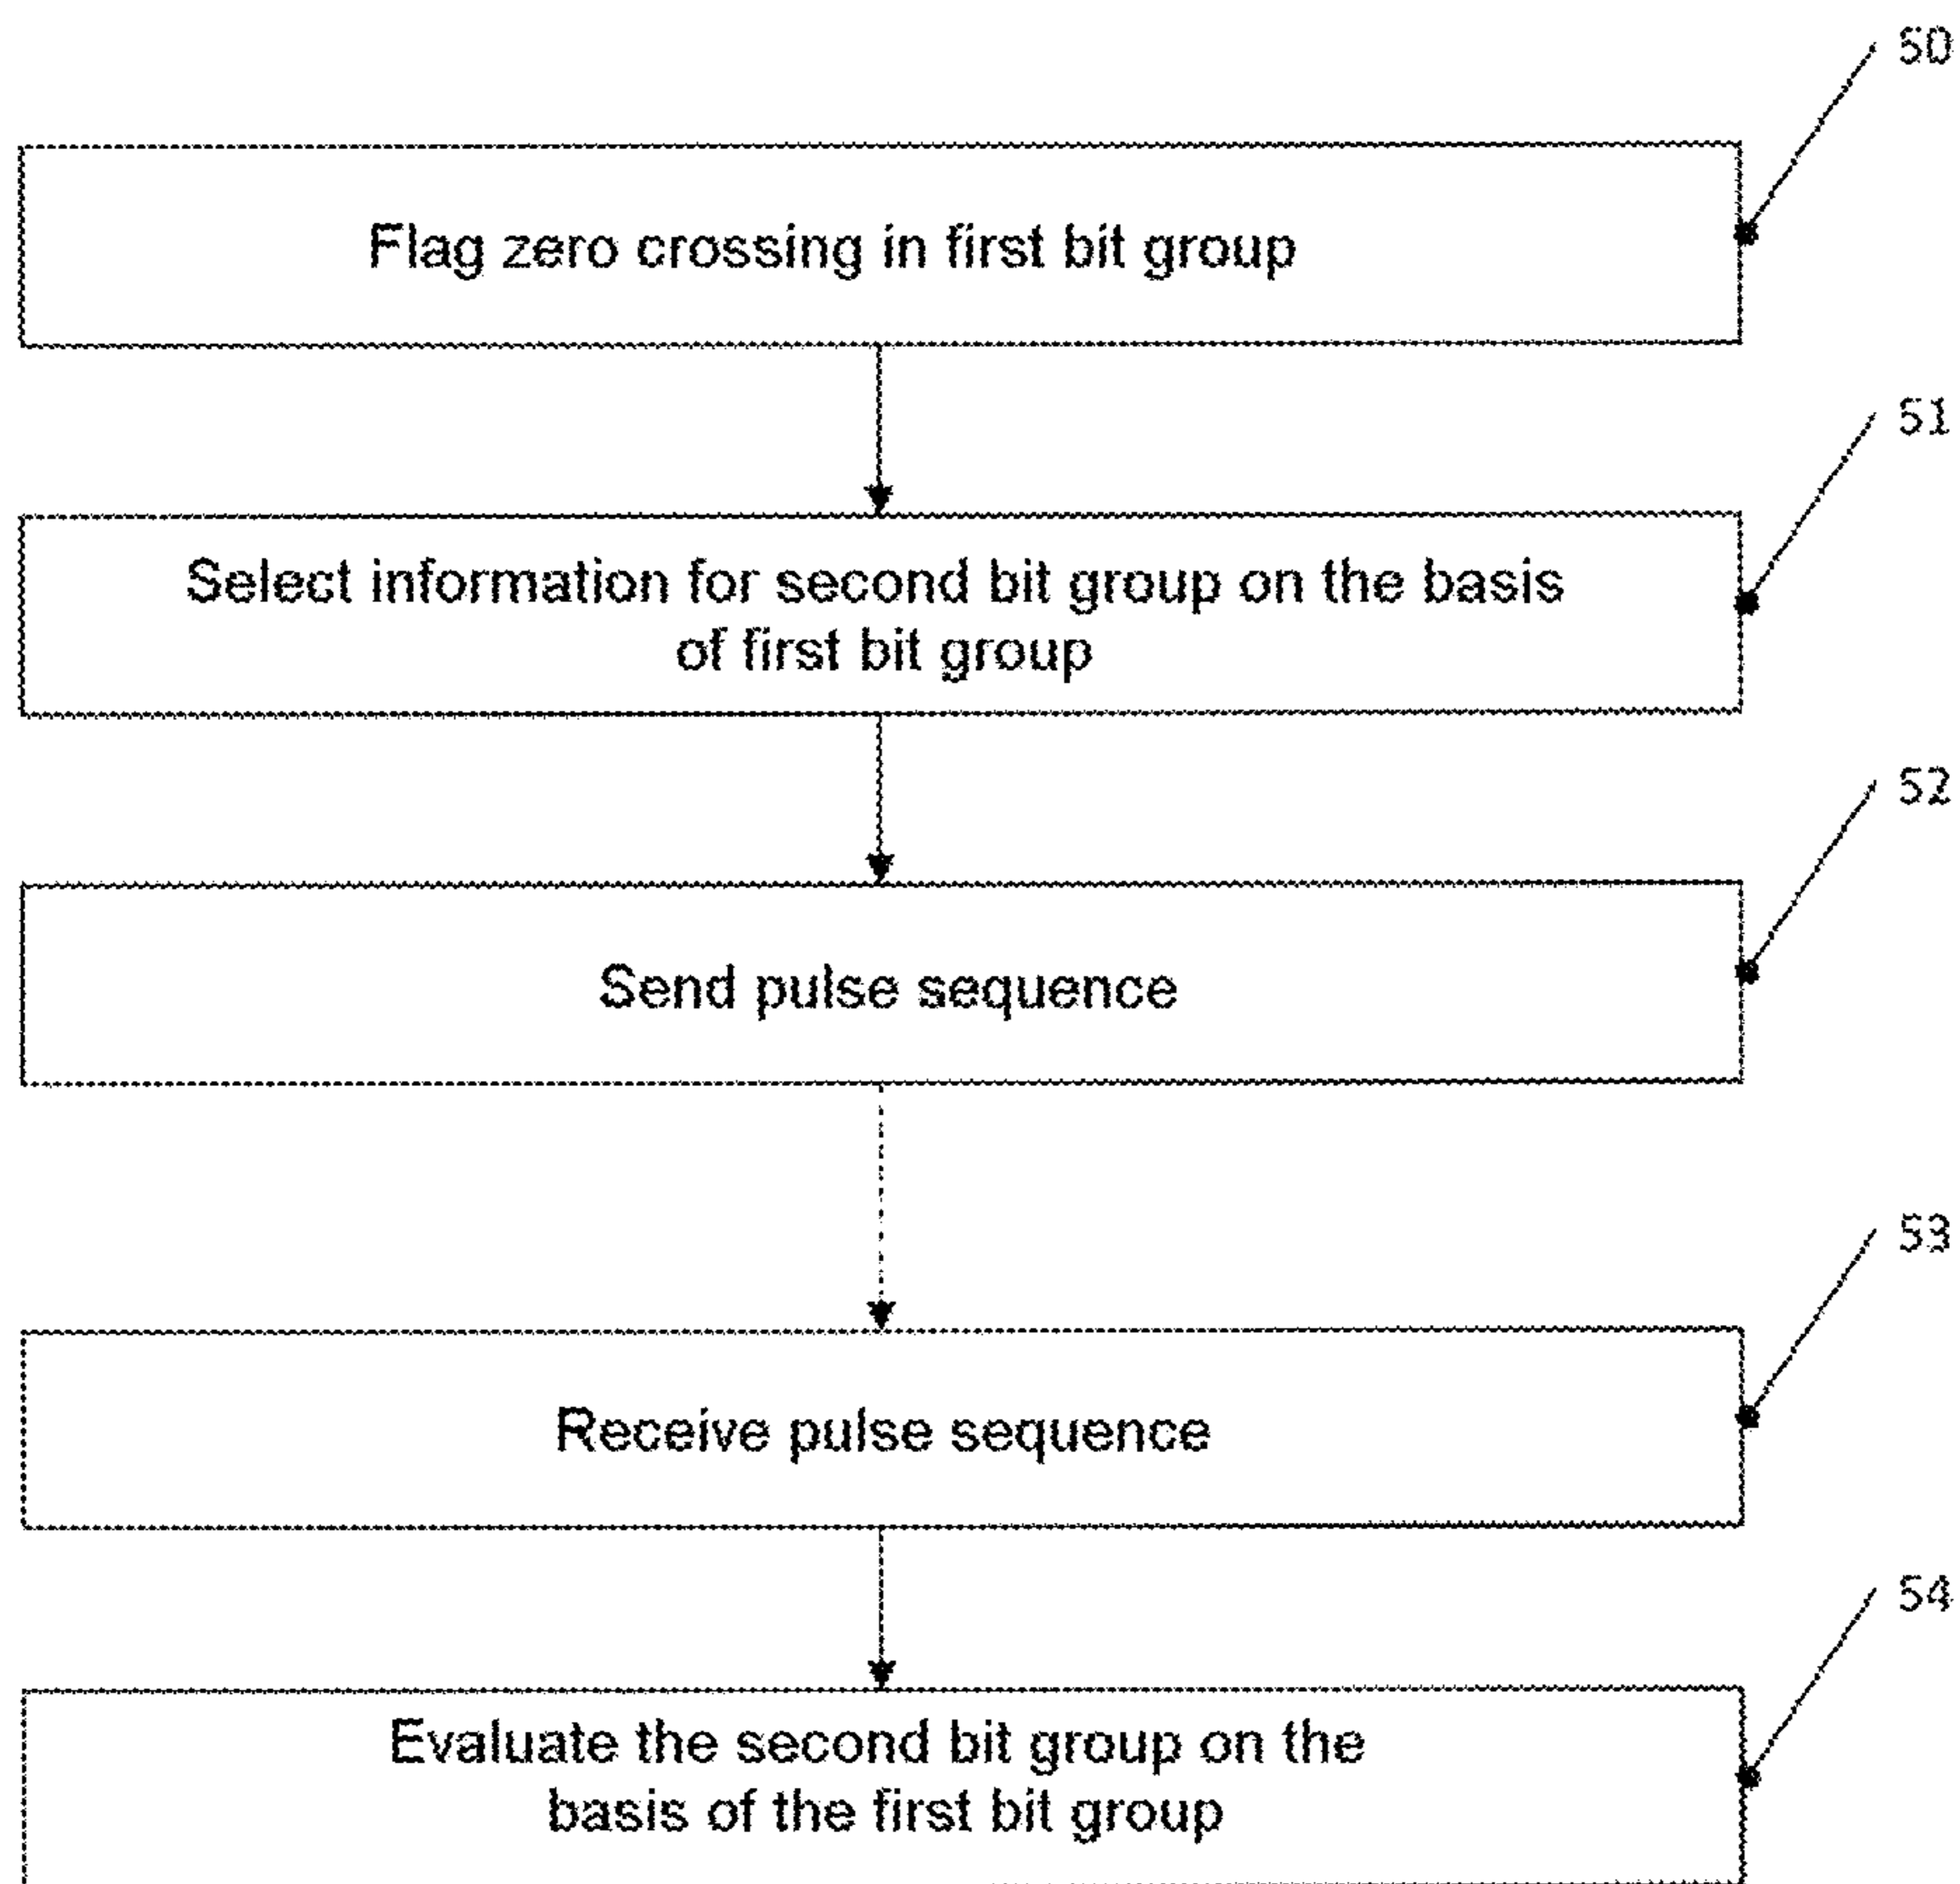 50
Flag zero crossing in first bit group
51
Select information for second bit group on the basis
of first bit group
52
Send pulse sequence
53
Receive pulse sequence
54
Evaluate the second bit group on the
basis of the first bit group